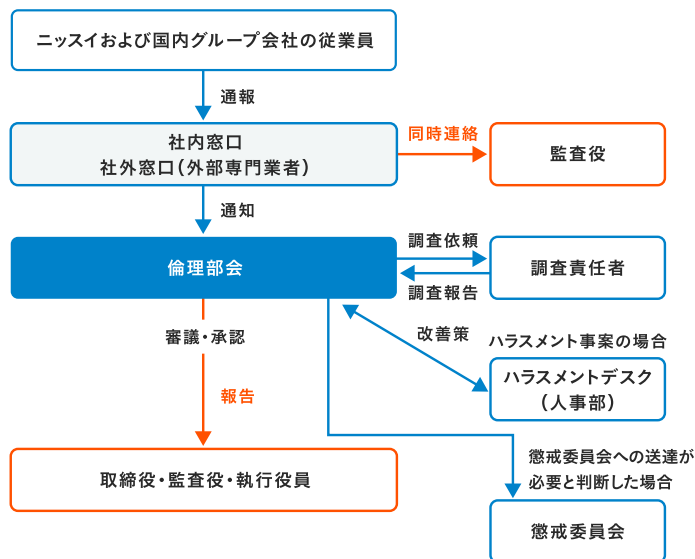 ニッスイおよび国内グループ会社の従業員
通報
社内窓口
社外窓口(外部専門業者)
同時連絡
監査役
通知
倫理部会
調査依頼
調査報告
調査責任者
審議・承認
改善策
ハラスメント事案の場合
ハラスメントデスク
(人事部)
報告
取締役・監査役・執行役員
懲戒委員会への送達が
必要と判断した場合
懲戒委員会